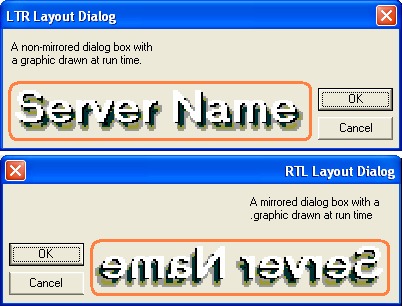 LTR Layout Dialog
A non-mirrored dialog box with
a graphic drawn at run time.
Server Name
OK
Cancel
RTL Layout Dialog
A mirrored dialog box with a
.graphic drawn at run time
OK
Cancel
Server Name